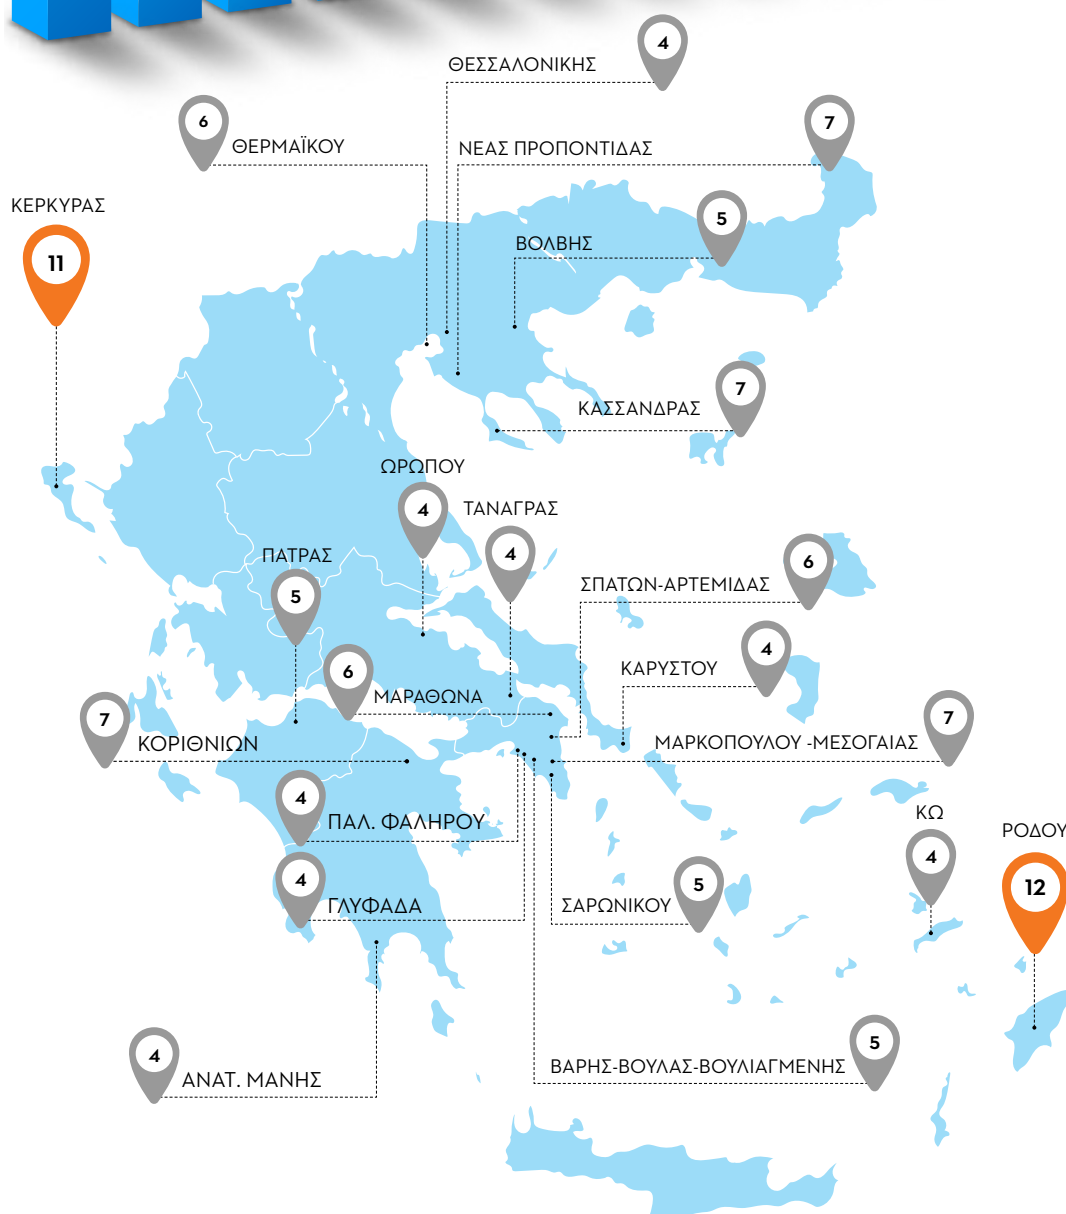 4
ΘΕΣΣΑΛΟΝΙΚΗΣ
6
ΘΕΡΜΑΪΚΟΥ
7
ΝΕΑΣ ΠΡΟΠΟΝΤΙΔΑΣ
ΚΕΡΚΥΡΑΣ
11
5
ΒΟΛΒΗΣ
7
ΚΑΣΣΑΝΔΡΑΣ
ΩΡΩΠΟΥ
4
ΤΑΝΑΓΡΑΣ
4
ΠΑΤΡΑΣ
5
6
ΣΠΑΤΩΝ-ΑΡΤΕΜΙΔΑΣ
4
ΚΑΡΥΣΤΟΥ
6
ΜΑΡΑΘΩΝΑ
7
ΚΟΡΙΘΝΙΩΝ
7
ΜΑΡΚΟΠΟΥΛΟΥ -ΜΕΣΟΓΑΙΑΣ
4
ΠΑΛ. ΦΑΛΗΡΟΥ
ΚΩ
4
ΡΟΔΟΥ
12
4
ΓΛΥΦΑΔΑ
5
ΣΑΡΩΝΙΚΟΥ
4
ΑΝΑΤ. ΜΑΝΗΣ
5
ΒΑΡΗΣ-ΒΟΥΛΑΣ-ΒΟΥΛΙΑΓΜΕΝΗΣ